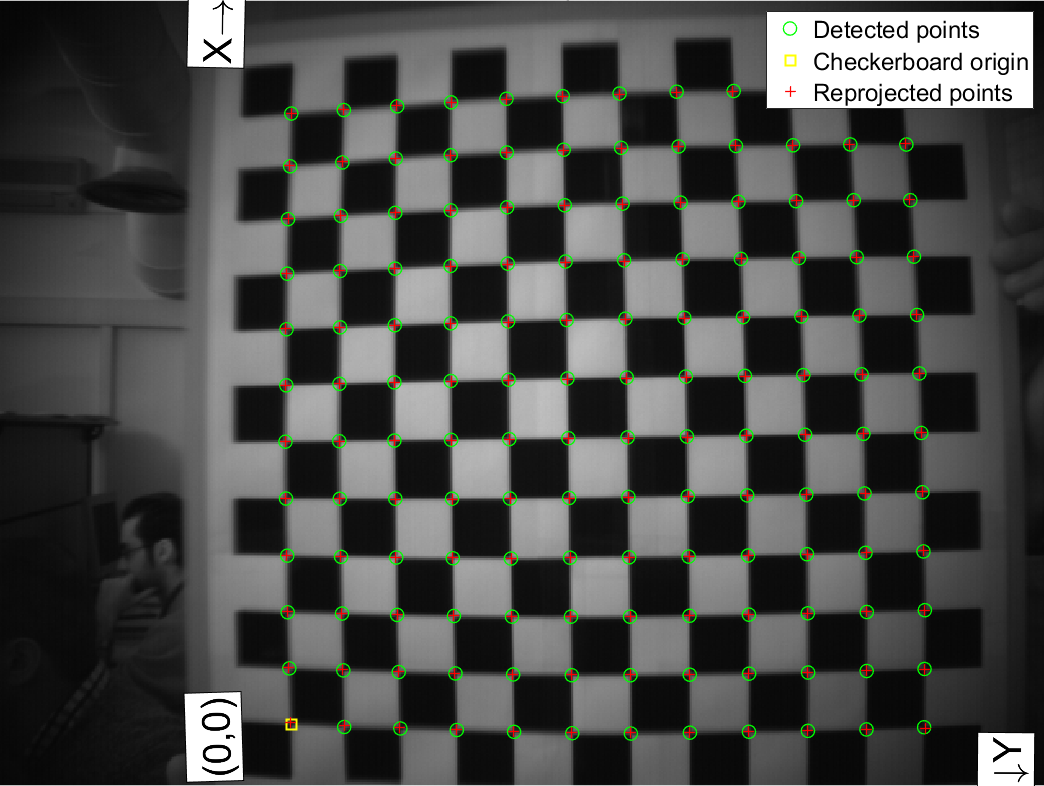 X→
Detected points
Checkerboard origin
Reprojected points
(0,0)
Y→